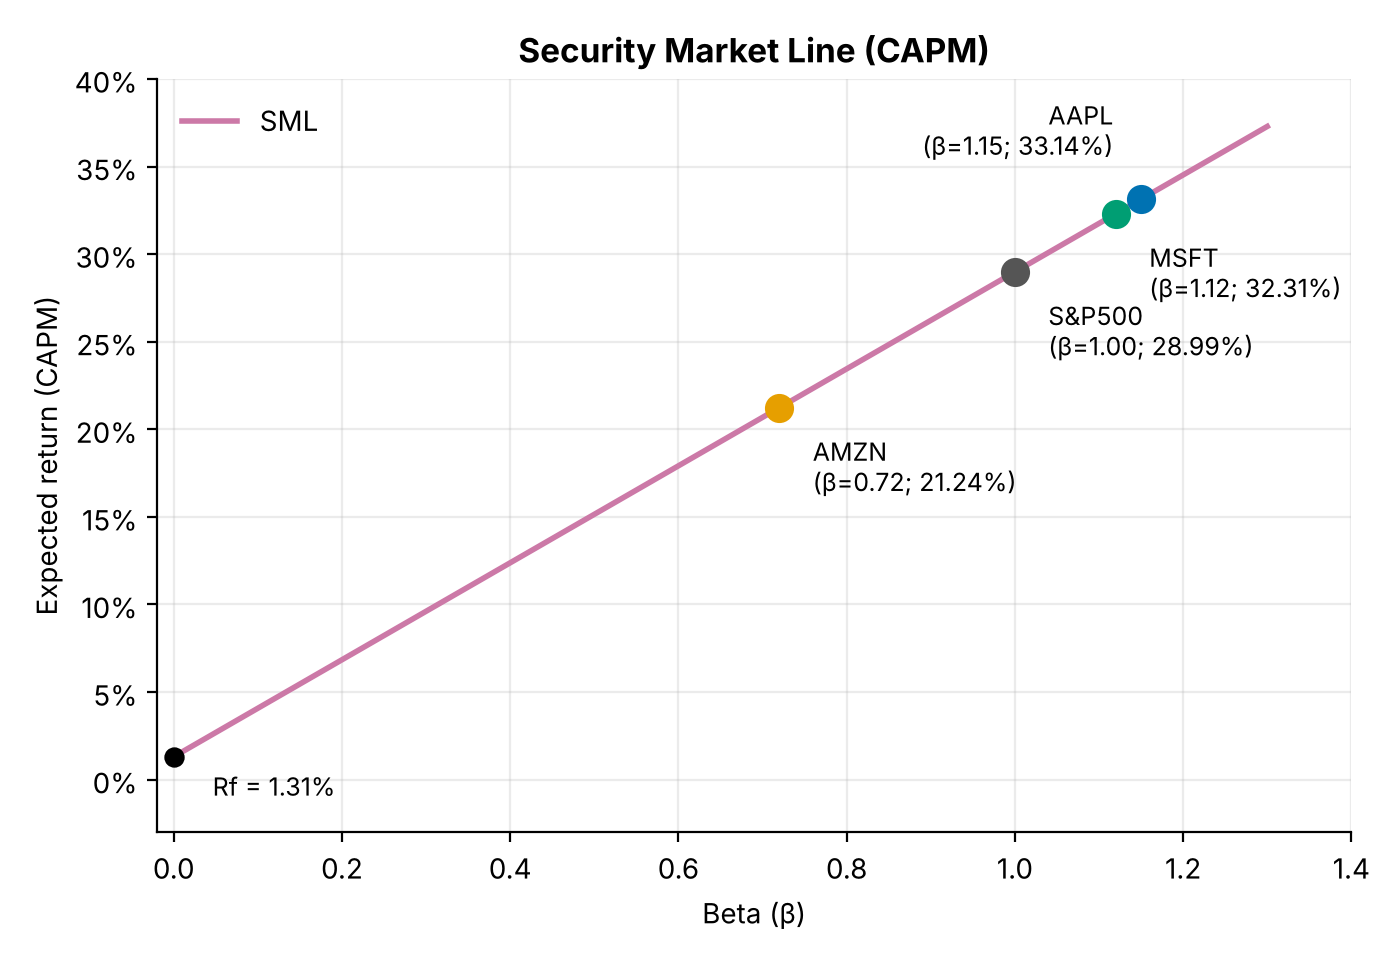 Security Market Line (CAPM)
40%
35%
30%
25%
20%
15%
10%
5%
0%
Expected return (CAPM)
SML
AAPL
(β=1.15; 33.14%)
MSFT
(β=1.12; 32.31%)
S&P500
(β=1.00; 28.99%)
AMZN
(β=0.72; 21.24%)
Rf = 1.31%
0.0 0.2 0.4 0.6 0.8 1.0 1.2 1.4
Beta (β)